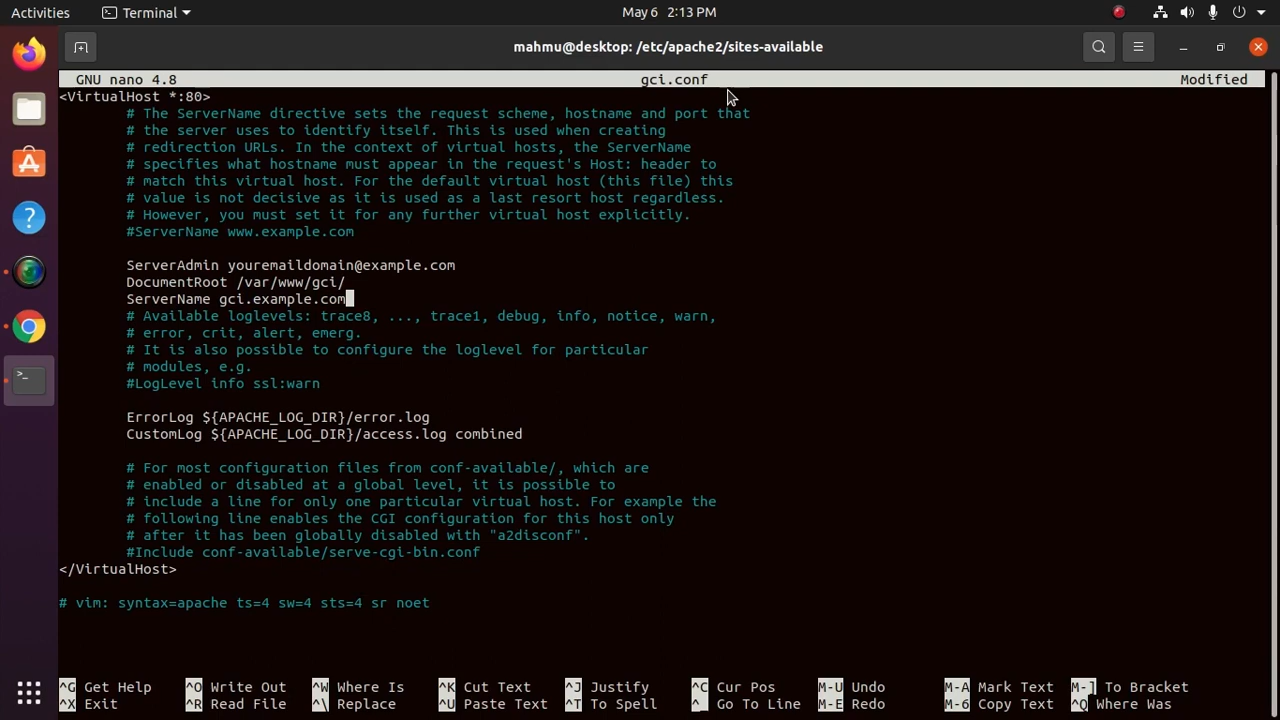 Activities Terminal May 6 2:13 PM
mahmu@desktop: /etc/apache2/sites-available
GNU nano 4.8 gci.conf Modified
<VirtualHost *:80>
# The ServerName directive sets the request scheme, hostname and port that
# the server uses to identify itself. This is used when creating
# redirection URLs. In the context of virtual hosts, the ServerName
# specifies what hostname must appear in the request's Host: header to
# match this virtual host. For the default virtual host (this file) this
# value is not decisive as it is used as a last resort host regardless.
# However, you must set it for any further virtual host explicitly.
#ServerName www.example.com
ServerAdmin youremaildomain@example.com
DocumentRoot /var/www/gci/
ServerName gci.example.com
# Available loglevels: trace8, ..., trace1, debug, info, notice, warn,
# error, crit, alert, emerg.
# It is also possible to configure the loglevel for particular
# modules, e.g.
#LogLevel info ssl:warn
ErrorLog ${APACHE_LOG_DIR}/error.log
CustomLog ${APACHE_LOG_DIR}/access.log combined
# For most configuration files from conf-available/, which are
# enabled or disabled at a global level, it is possible to
# include a line for only one particular virtual host. For example the
# following line enables the CGI configuration for this host only
# after it has been globally disabled with "a2disconf".
#Include conf-available/serve-cgi-bin.conf
</VirtualHost>
# vim: syntax=apache ts=4 sw=4 sts=4 sr noet
^G Get Help ^O Write Out ^W Where Is ^K Cut Text ^J Justify ^C Cur Pos M-U Undo M-A Mark Text M-] To Bracket
^X Exit ^R Read File ^\ Replace ^U Paste Text ^T To Spell ^_ Go To Line M-E Redo M-6 Copy Text ^Q Where Was